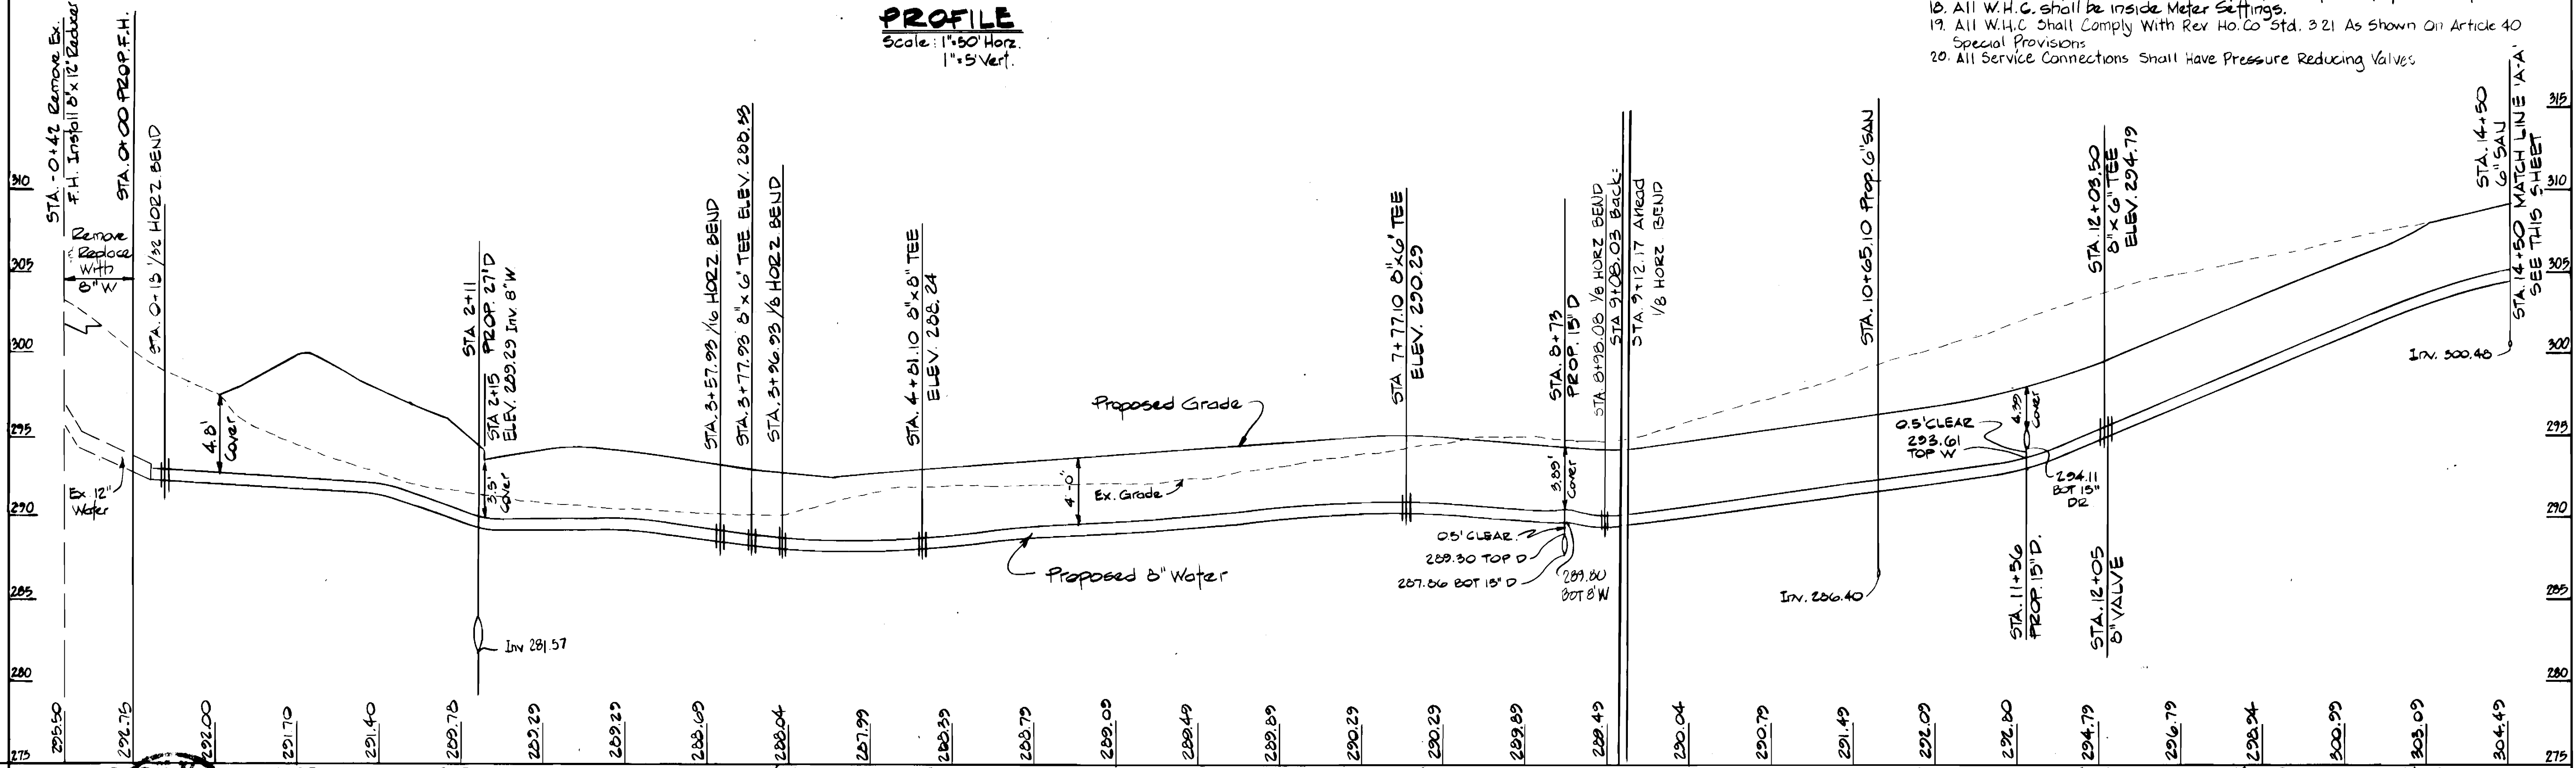 PROFILE
Scale: 1"=50' Horz.
1"=5' Vert.
18. All W.H.C. shall be inside Meter Settings.
19. All W.H.C Shall Comply With Rev Ho. Co Std. 321 As Shown On Article 40
Special Provisions
20. All Service Connections Shall Have Pressure Reducing Valves
STA. -0+42 Remove Ex.
F.H. Install 8"x12" Reducer
STA. 0+00 PROP. F.H.
STA. 0+13 1/32 HORZ. BEND
Remove
& Replace
With
8" W
Ex. 12"
Water
4.8'
Cover
STA 2+11
PROP. 27" D
STA 2+15
ELEV. 289.29 Inv. 8" W
3.5'
Cover
Inv 281.57
STA. 3+57.93 1/16 HORZ BEND
STA. 3+77.93 8"x6" TEE ELEV. 288.33
STA. 3+96.93 1/8 HORZ. BEND
STA. 4+81.10 8"x8" TEE
ELEV. 288.24
Proposed Grade
4'-0"
Ex. Grade
Proposed 8" Water
STA 7+77.10 8"x6" TEE
ELEV. 290.29
STA. 8+73
PROP. 15" D
3.89'
Cover
0.5' CLEAR
289.30 TOP D
287.86 BOT 15" D
289.80
BOT 8" W
STA. 8+98.08 1/8 HORZ BEND
STA 9+08.03 Back=
STA. 9+12.17 Ahead
1/8 HORZ BEND
STA. 10+65.10 Prop. 6" SAN
Inv. 286.40
0.5' CLEAR
293.61
TOP W
4.39'
Cover
294.11
BOT 15"
DR
STA. 11+56
PROP. 15" D.
STA. 12+03.50
8"x6" TEE
ELEV. 294.79
STA. 12+05
8" VALVE
STA. 14+50
6" SAN
STA. 14+50 MATCH LINE 'A-A'
SEE THIS SHEET
Inv. 300.48
310
305
300
295
290
285
280
275
315
310
305
300
295
290
285
280
275
295.50
292.75
292.00
291.70
291.40
289.78
289.29
289.29
288.69
288.04
287.99
288.39
288.79
289.09
289.49
289.89
290.29
290.29
289.89
289.49
290.04
290.79
291.49
292.09
292.80
294.79
296.79
298.94
300.99
303.09
304.49